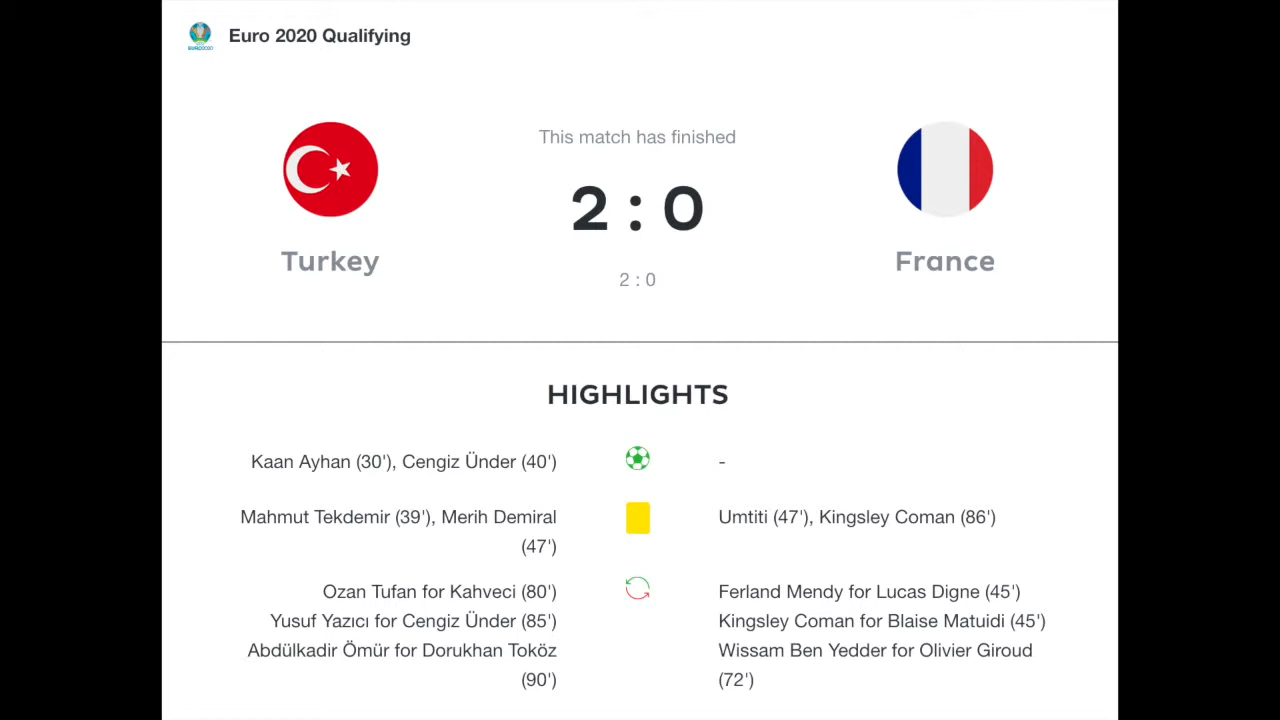 Euro 2020 Qualifying
This match has finished
2 : 0
Turkey
France
2 : 0
HIGHLIGHTS
Kaan Ayhan (30'), Cengiz Ünder (40')
-
Mahmut Tekdemir (39'), Merih Demiral
(47')
Umtiti (47'), Kingsley Coman (86')
Ozan Tufan for Kahveci (80')
Yusuf Yazıcı for Cengiz Ünder (85')
Abdülkadir Ömür for Dorukhan Toköz
(90')
Ferland Mendy for Lucas Digne (45')
Kingsley Coman for Blaise Matuidi (45')
Wissam Ben Yedder for Olivier Giroud
(72')